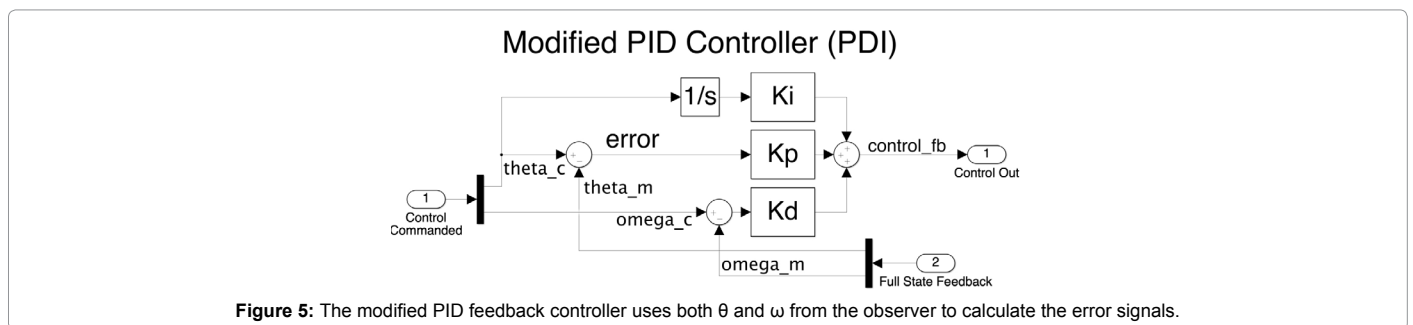 Modified PID Controller (PDI)
1/s
Ki
error
Kp
control_fb
1
Control Out
theta_c
theta_m
1
Control
Commanded
Kd
omega_c
omega_m
2
Full State Feedback
Figure 5: The modified PID feedback controller uses both θ and ω from the observer to calculate the error signals.